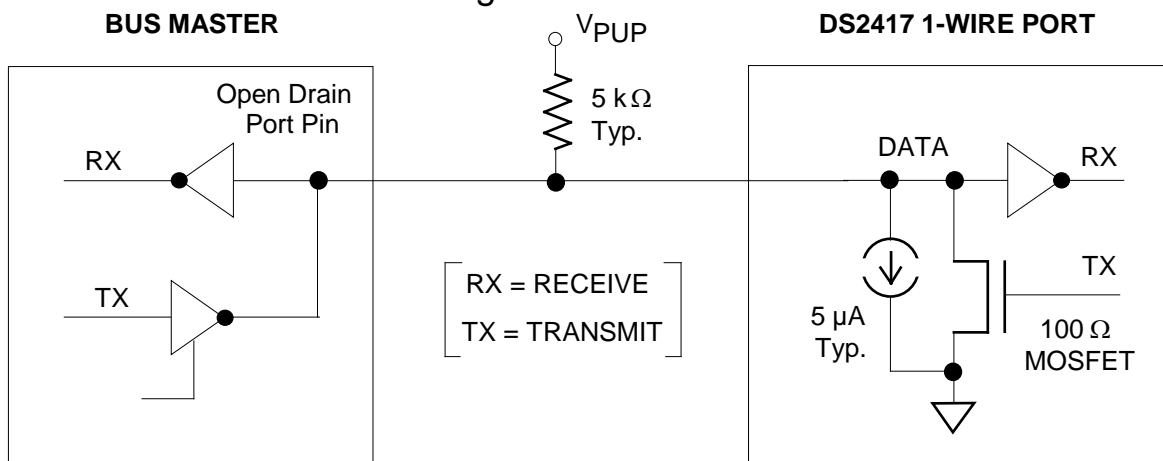 g
BUS MASTER
VPUP
DS2417 1-WIRE PORT
Open Drain
Port Pin
5 kΩ
Typ.
RX
DATA
RX
TX
RX = RECEIVE
TX = TRANSMIT
5 µA
Typ.
TX
100 Ω
MOSFET